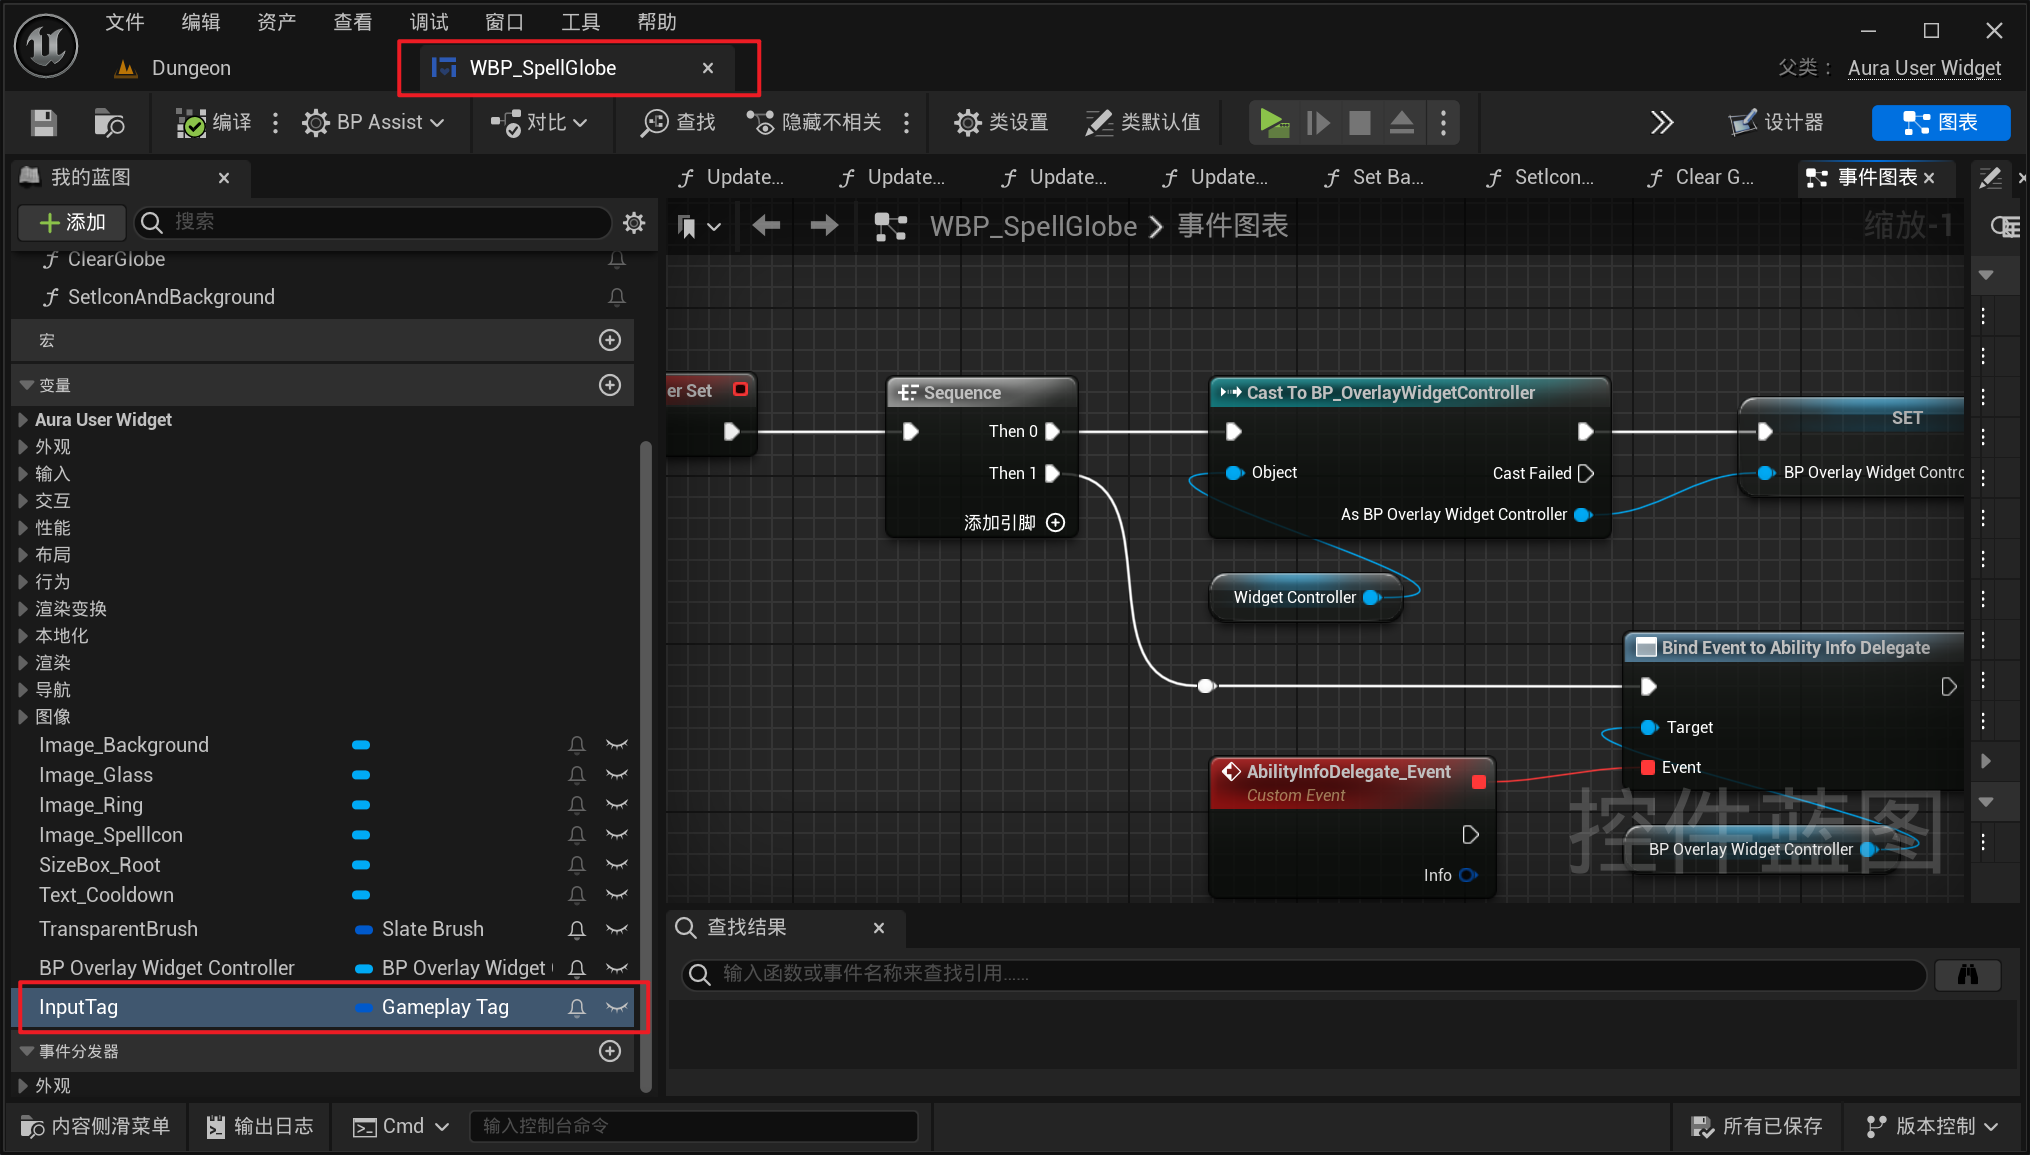 文件 编辑 资产 查看 调试 窗口 工具 帮助
Dungeon
WBP_SpellGlobe
父类： Aura User Widget
编译
BP Assist
对比
查找
隐藏不相关
类设置
类默认值
设计器
图表
我的蓝图
Update...
Update...
Update...
Update...
Set Ba...
SetIcon...
Clear G...
事件图表
添加
搜索
WBP_SpellGlobe > 事件图表
缩放-1
ClearGlobe
SetIconAndBackground
宏
变量
Aura User Widget
外观
输入
交互
性能
布局
行为
渲染变换
本地化
渲染
导航
图像
Image_Background
Image_Glass
Image_Ring
Image_SpellIcon
SizeBox_Root
Text_Cooldown
TransparentBrush Slate Brush
BP Overlay Widget Controller BP Overlay Widget
InputTag Gameplay Tag
事件分发器
外观
er Set
Sequence
Then 0
Then 1
添加引脚
Cast To BP_OverlayWidgetController
Object
Cast Failed
As BP Overlay Widget Controller
SET
BP Overlay Widget Contro
Widget Controller
Bind Event to Ability Info Delegate
Target
Event
AbilityInfoDelegate_Event
Custom Event
Info
控件蓝图
BP Overlay Widget Controller
查找结果
输入函数或事件名称来查找引用......
内容侧滑菜单
输出日志
Cmd
输入控制台命令
所有已保存
版本控制